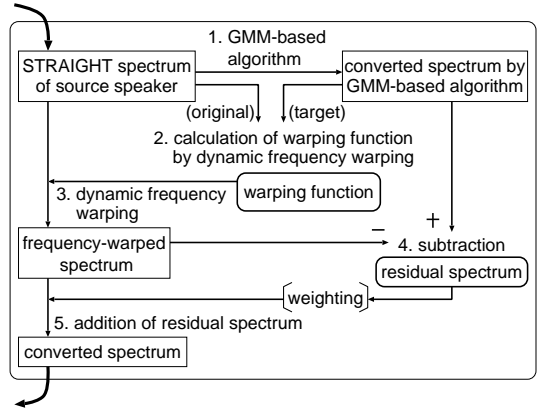 1. GMM-based
algorithm
STRAIGHT spectrum
of source speaker
converted spectrum by
GMM-based algorithm
(original)
(target)
2. calculation of warping function
by dynamic frequency warping
3. dynamic frequency
warping
warping function
frequency-warped
spectrum
−
+
4. subtraction
residual spectrum
weighting
5. addition of residual spectrum
converted spectrum